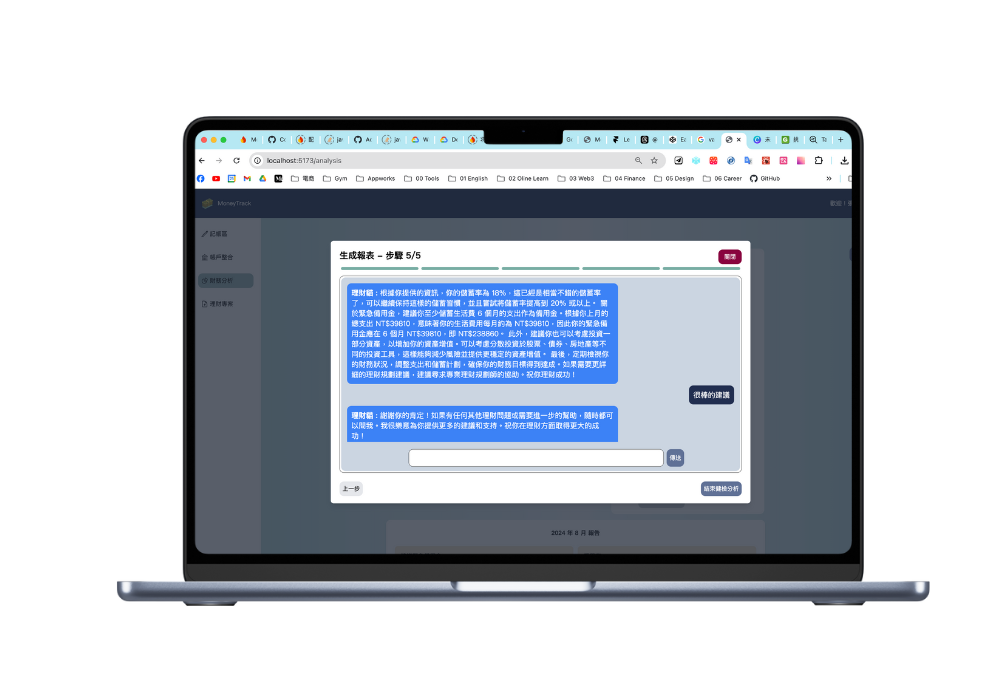 M
Co
配
jar
Ac
jar
W
De
Gi
M
Le
@
Ec
vi
天
挑
Ta
localhost:5173/analysis
電商
Gym
Appworks
00 Tools
01 English
02 Oline Learn
03 Web3
04 Finance
05 Design
06 Career
GitHub
MoneyTrack
歡迎！
記帳區
帳戶整合
財務分析
理財專欄
生成報表 – 步驟 5/5
關閉
理財貓：根據你提供的資訊，你的儲蓄率為 18%，這已經是相當不錯的儲蓄率
了，可以繼續保持這樣的儲蓄習慣，並且嘗試將儲蓄率提高到 20% 或以上。 關
於緊急備用金，建議你至少儲蓄生活費 6 個月的支出作為備用金。根據你上月的
總支出 NT$39810，意味著你的生活費用每月約為 NT$39810，因此你的緊急備
用金應在 6 個月 NT$39810，即 NT$238860。 此外，建議你也可以考慮投資一
部分資產，以增加你的資產增值。可以考慮分散投資於股票、債券、房地產等不
同的投資工具，這樣能夠減少風險並提供更穩定的資產增值。 最後，定期檢視你
的財務狀況，調整支出和儲蓄計劃，確保你的財務目標得到達成。如果需要更詳
細的理財規劃建議，建議尋求專業理財規劃師的協助。祝你理財成功！
很棒的建議
理財貓：謝謝你的肯定！如果有任何其他理財問題或需要進一步的幫助，隨時都可
以問我。我很樂意為你提供更多的建議和支持。祝你在理財方面取得更大的成
功！
傳送
上一步
結束健檢分析
2024 年 8 月 報告